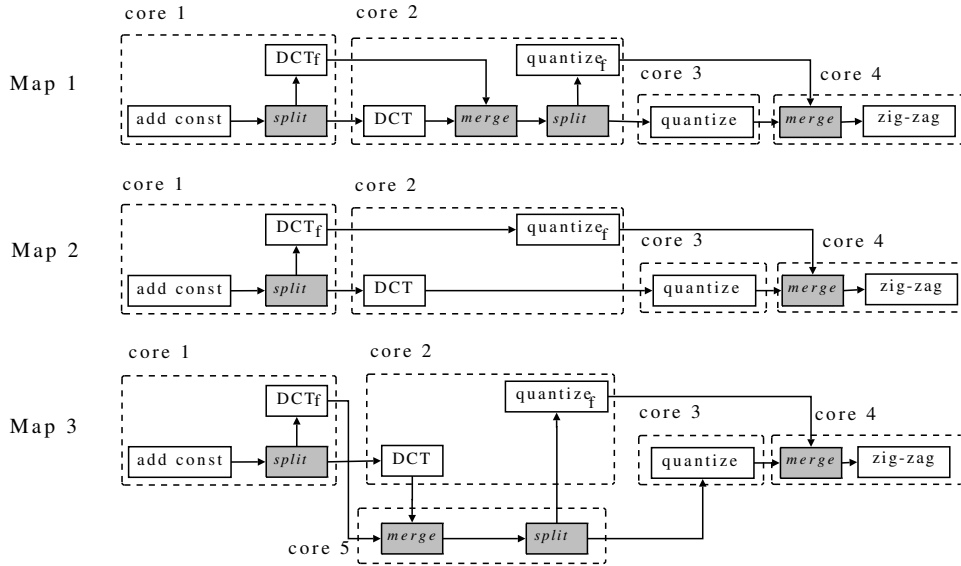 core 1
core 2
DCTf
quantizef
core 3
core 4
Map 1
add const
split
DCT
merge
split
quantize
merge
zig-zag
core 1
core 2
DCTf
quantizef
core 3
core 4
Map 2
add const
split
DCT
quantize
merge
zig-zag
core 1
core 2
DCTf
quantizef
core 3
core 4
Map 3
add const
split
DCT
quantize
merge
zig-zag
core 5
merge
split